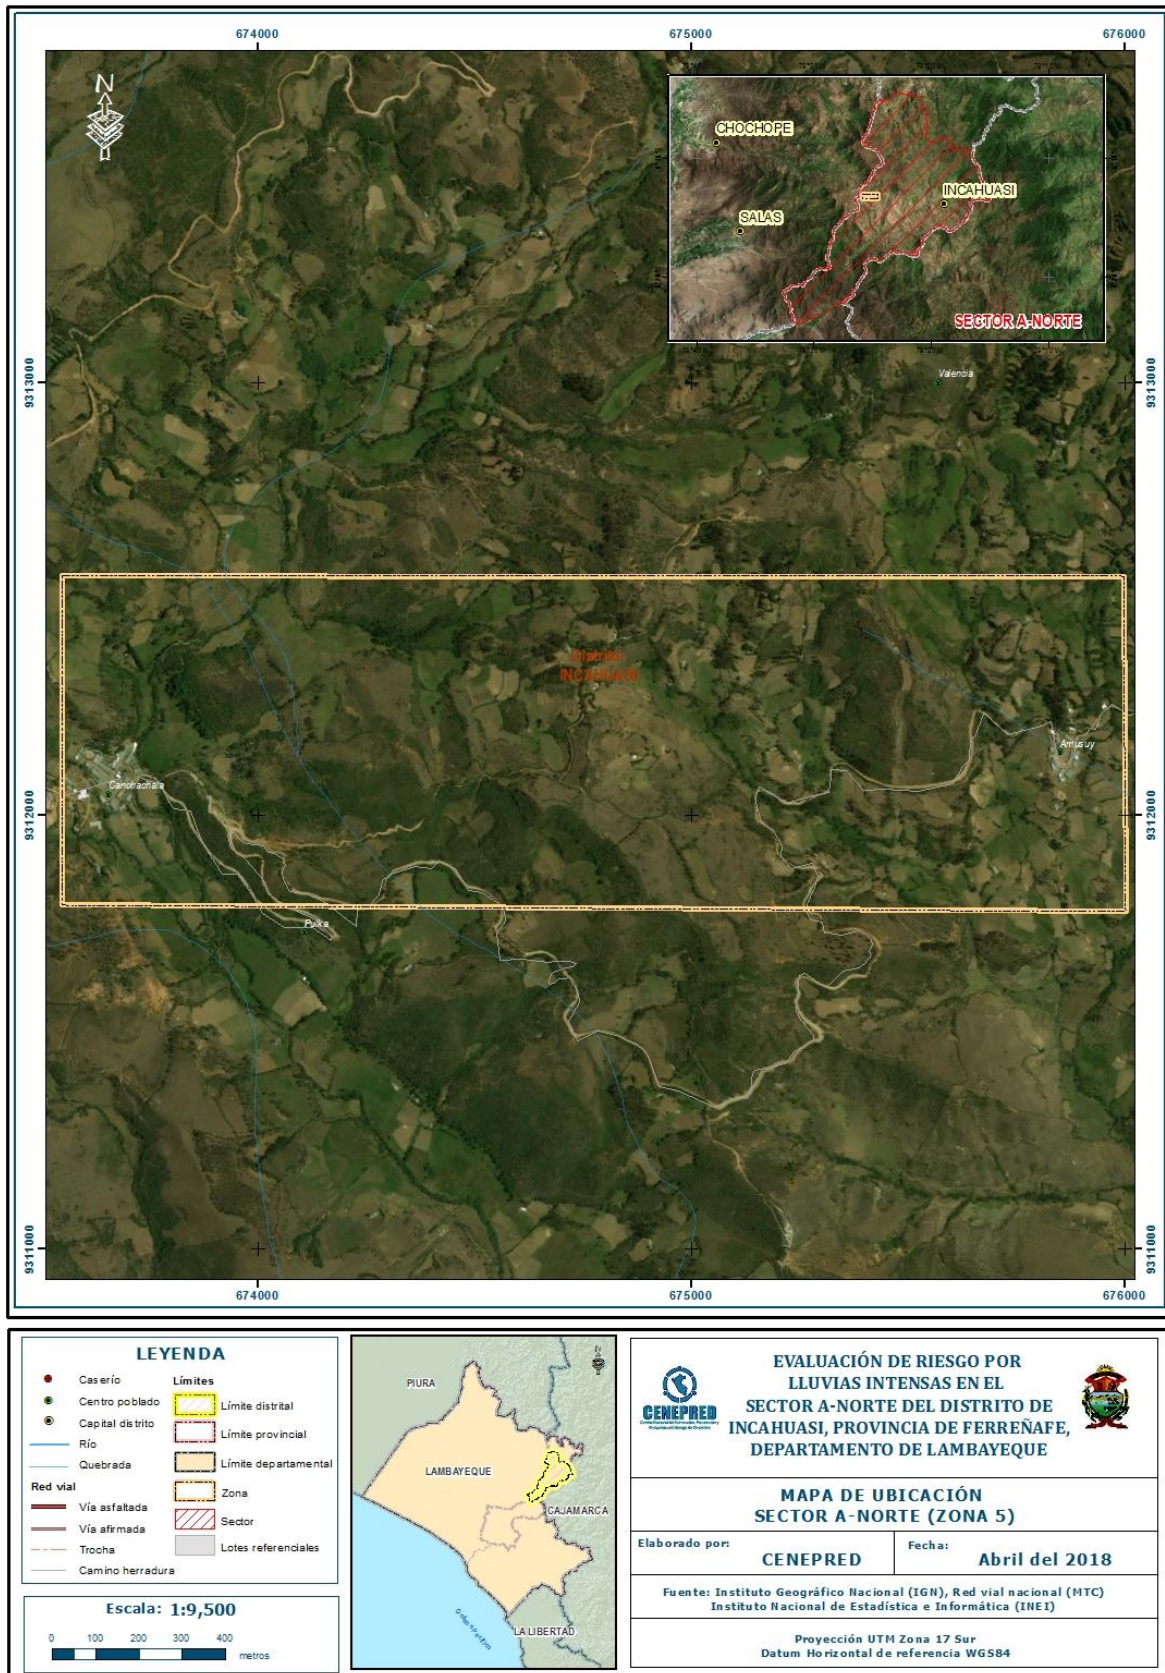 674000
675000
676000
N
CHOCHOPE
SALAS
INCAHUASI
SECTOR A-NORTE
9313000
9313000
Valencia
Distrito
INCAHUASI
Canchachala
Amusuy
9312000
9312000
Pulka
9311000
9311000
674000
675000
676000
LEYENDA
Caserío
Centro poblado
Capital distrito
Río
Quebrada
Red vial
Vía asfaltada
Vía afirmada
Trocha
Camino herradura
Límites
Límite distrital
Límite provincial
Límite departamental
Zona
Sector
Lotes referenciales
Escala: 1:9,500
0 100 200 300 400
metros
PIURA
LAMBAYEQUE
CAJAMARCA
LA LIBERTAD
CENEPRED
EVALUACIÓN DE RIESGO POR
LLUVIAS INTENSAS EN EL
SECTOR A-NORTE DEL DISTRITO DE
INCAHUASI, PROVINCIA DE FERREÑAFE,
DEPARTAMENTO DE LAMBAYEQUE
MAPA DE UBICACIÓN
SECTOR A-NORTE (ZONA 5)
Elaborado por:
CENEPRED
Fecha:
Abril del 2018
Fuente: Instituto Geográfico Nacional (IGN), Red vial nacional (MTC)
Instituto Nacional de Estadística e Informática (INEI)
Proyección UTM Zona 17 Sur
Datum Horizontal de referencia WGS84